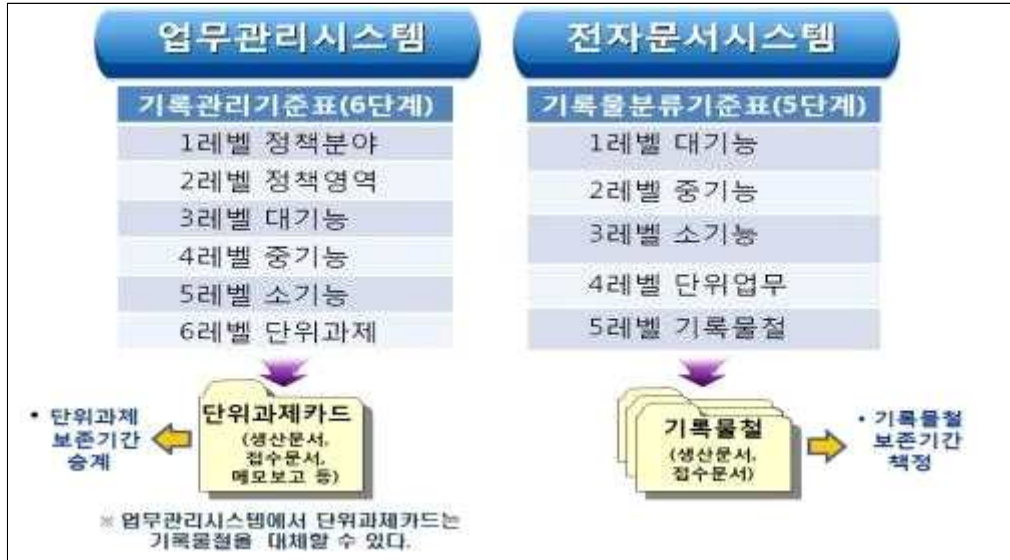 업무관리시스템
기록관리기준표(6단계)
1레벨 정책분야
2레벨 정책영역
3레벨 대기능
4레벨 중기능
5레벨 소기능
6레벨 단위과제
• 단위과제
보존기간
승계
단위과제카드
(생산문서,
접수문서,
메모보고 등)
※ 업무관리시스템에서 단위과제카드는
기록물철을 대체할 수 있다.
전자문서시스템
기록물분류기준표(5단계)
1레벨 대기능
2레벨 중기능
3레벨 소기능
4레벨 단위업무
5레벨 기록물철
기록물철
(생산문서,
접수문서)
• 기록물철
보존기간
책정